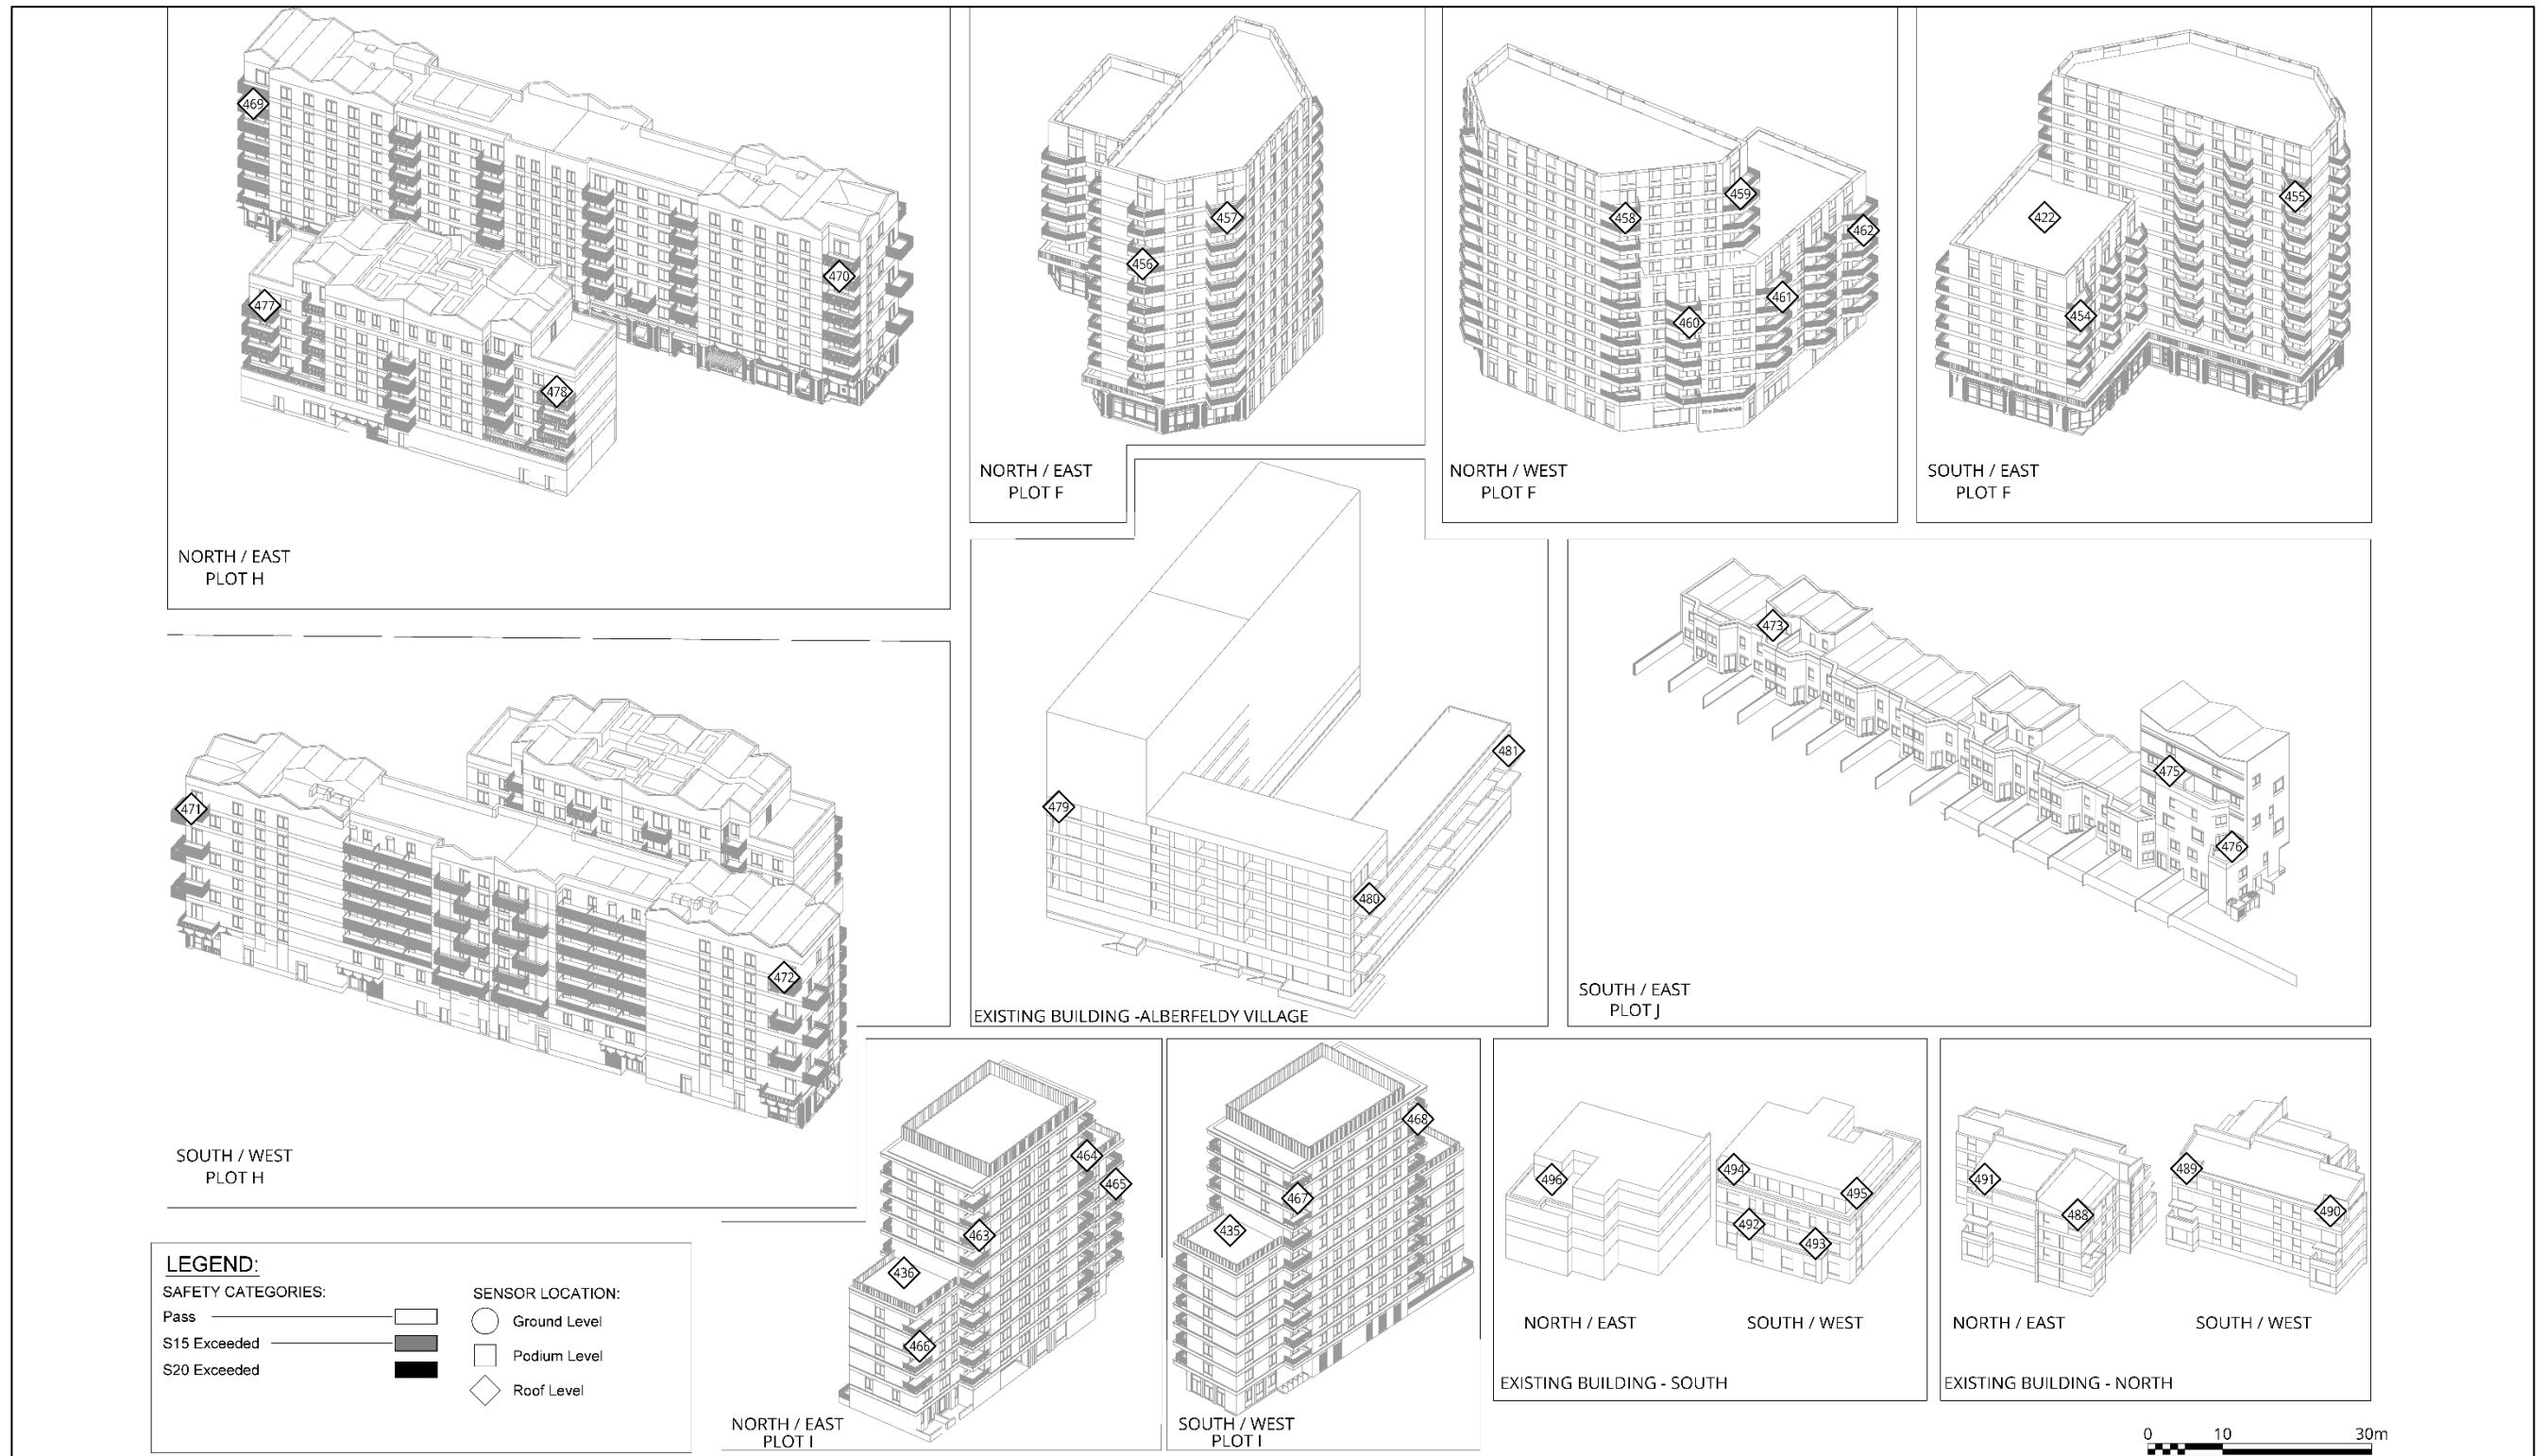 469
470
477
478
NORTH / EAST
PLOT H
456
457
NORTH / EAST
PLOT F
458
459
462
461
460
The Residence
NORTH / WEST
PLOT F
455
422
454
SOUTH / EAST
PLOT F
471
472
SOUTH / WEST
PLOT H
479
480
481
EXISTING BUILDING -ALBERFELDY VILLAGE
473
475
476
SOUTH / EAST
PLOT J
464
465
463
436
466
NORTH / EAST
PLOT I
468
467
435
SOUTH / WEST
PLOT I
496
494
495
492
493
NORTH / EAST
SOUTH / WEST
EXISTING BUILDING - SOUTH
491
488
489
490
NORTH / EAST
SOUTH / WEST
EXISTING BUILDING - NORTH
LEGEND:
SAFETY CATEGORIES:
Pass
S15 Exceeded
S20 Exceeded
SENSOR LOCATION:
Ground Level
Podium Level
Roof Level
0 10 30m